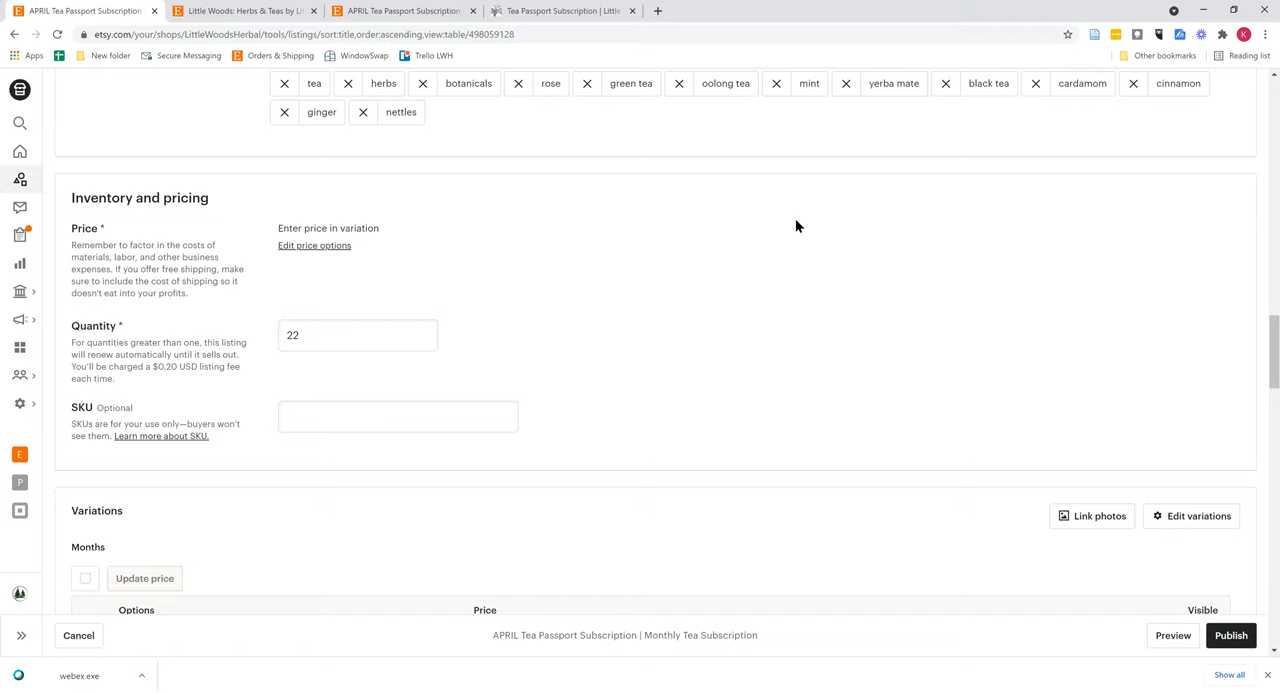 APRIL Tea Passport Subscription
Little Woods: Herbs & Teas by Li
APRIL Tea Passport Subscription
Tea Passport Subscription | Little
etsy.com/your/shops/LittleWoodsHerbal/tools/listings/sort:title,order:ascending,view:table/498059128
K
Apps
New folder
Secure Messaging
Orders & Shipping
WindowSwap
Trello LWH
Other bookmarks
Reading list
tea
herbs
botanicals
rose
green tea
oolong tea
mint
yerba mate
black tea
cardamom
cinnamon
ginger
nettles
Inventory and pricing
Price *
Remember to factor in the costs of
materials, labor, and other business
expenses. If you offer free shipping, make
sure to include the cost of shipping so it
doesn't eat into your profits.
Enter price in variation
Edit price options
Quantity *
For quantities greater than one, this listing
will renew automatically until it sells out.
You'll be charged a $0.20 USD listing fee
each time.
22
SKU Optional
SKUs are for your use only—buyers won't
see them. Learn more about SKU.
Variations
Link photos
Edit variations
Months
Update price
Options
Price
Visible
E
P
Cancel
APRIL Tea Passport Subscription | Monthly Tea Subscription
Preview
Publish
webex.exe
Show all